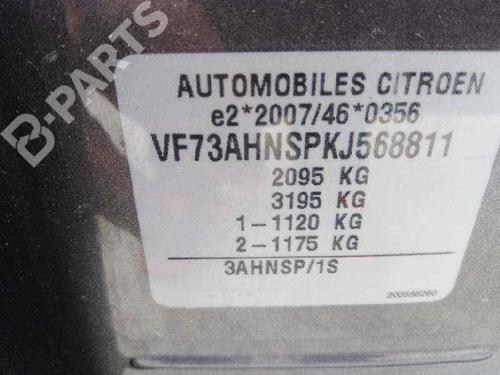 B-PARTS
AUTOMOBILES CITROEN
e2*2007/46*0356
VF73AHNSPKJ568811
2095 KG
3195 KG
1-1120 KG
2-1175 KG
3AHNSP/1S